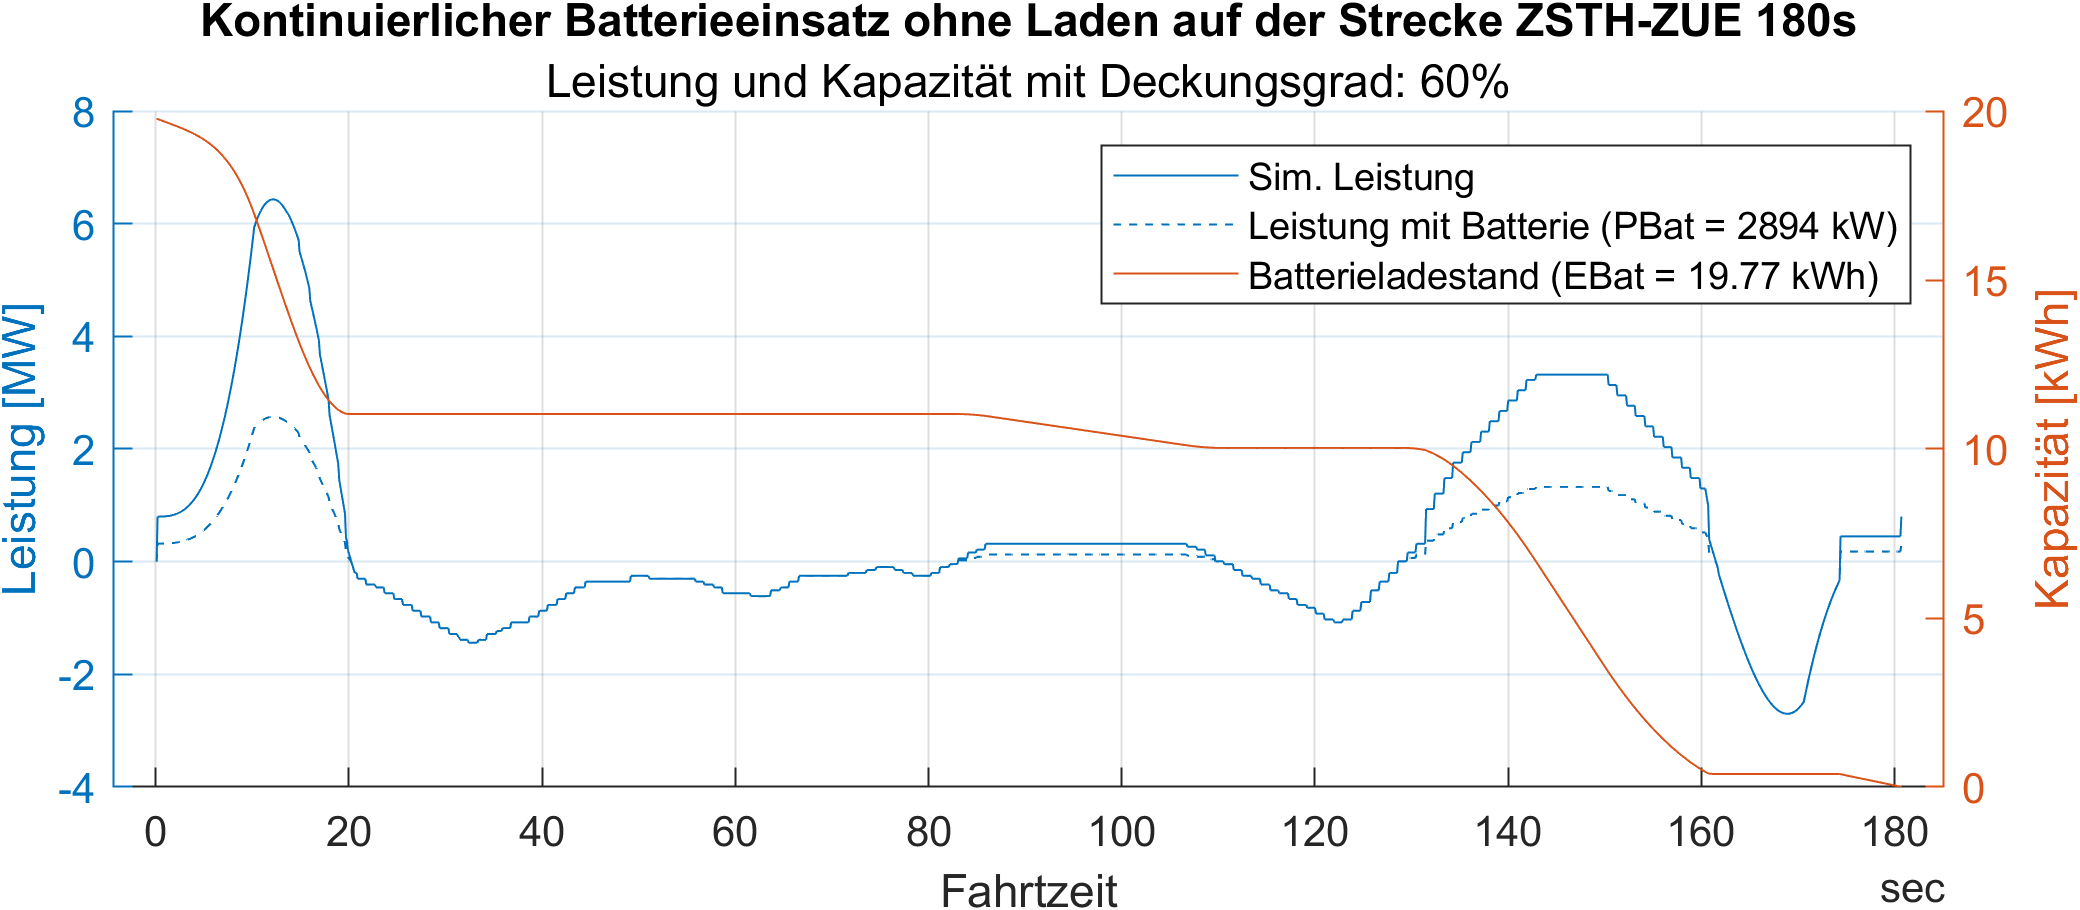 Kontinuierlicher Batterieeinsatz ohne Laden auf der Strecke ZSTH-ZUE 180s
Leistung und Kapazität mit Deckungsgrad: 60%
8
6
4
2
0
-2
-4
Leistung [MW]
Sim. Leistung
Leistung mit Batterie (PBat = 2894 kW)
Batterieladestand (EBat = 19.77 kWh)
20
15
10
5
0
Kapazität [kWh]
0 20 40 60 80 100 120 140 160 180
Fahrtzeit
sec